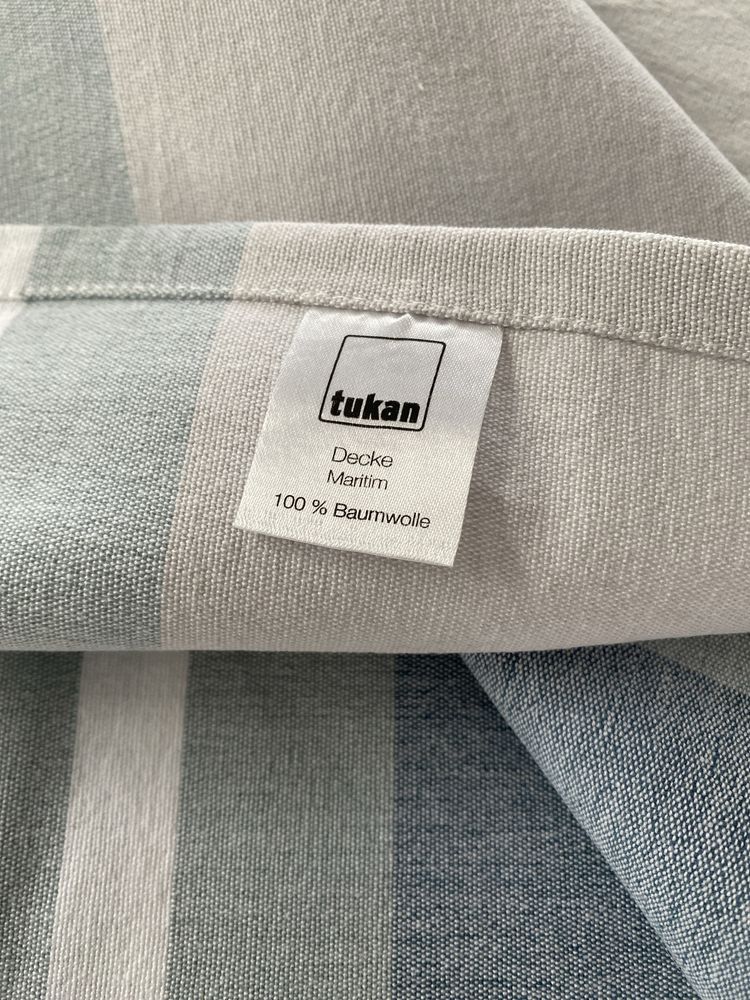 tukan
Decke
Maritim
100 % Baumwolle